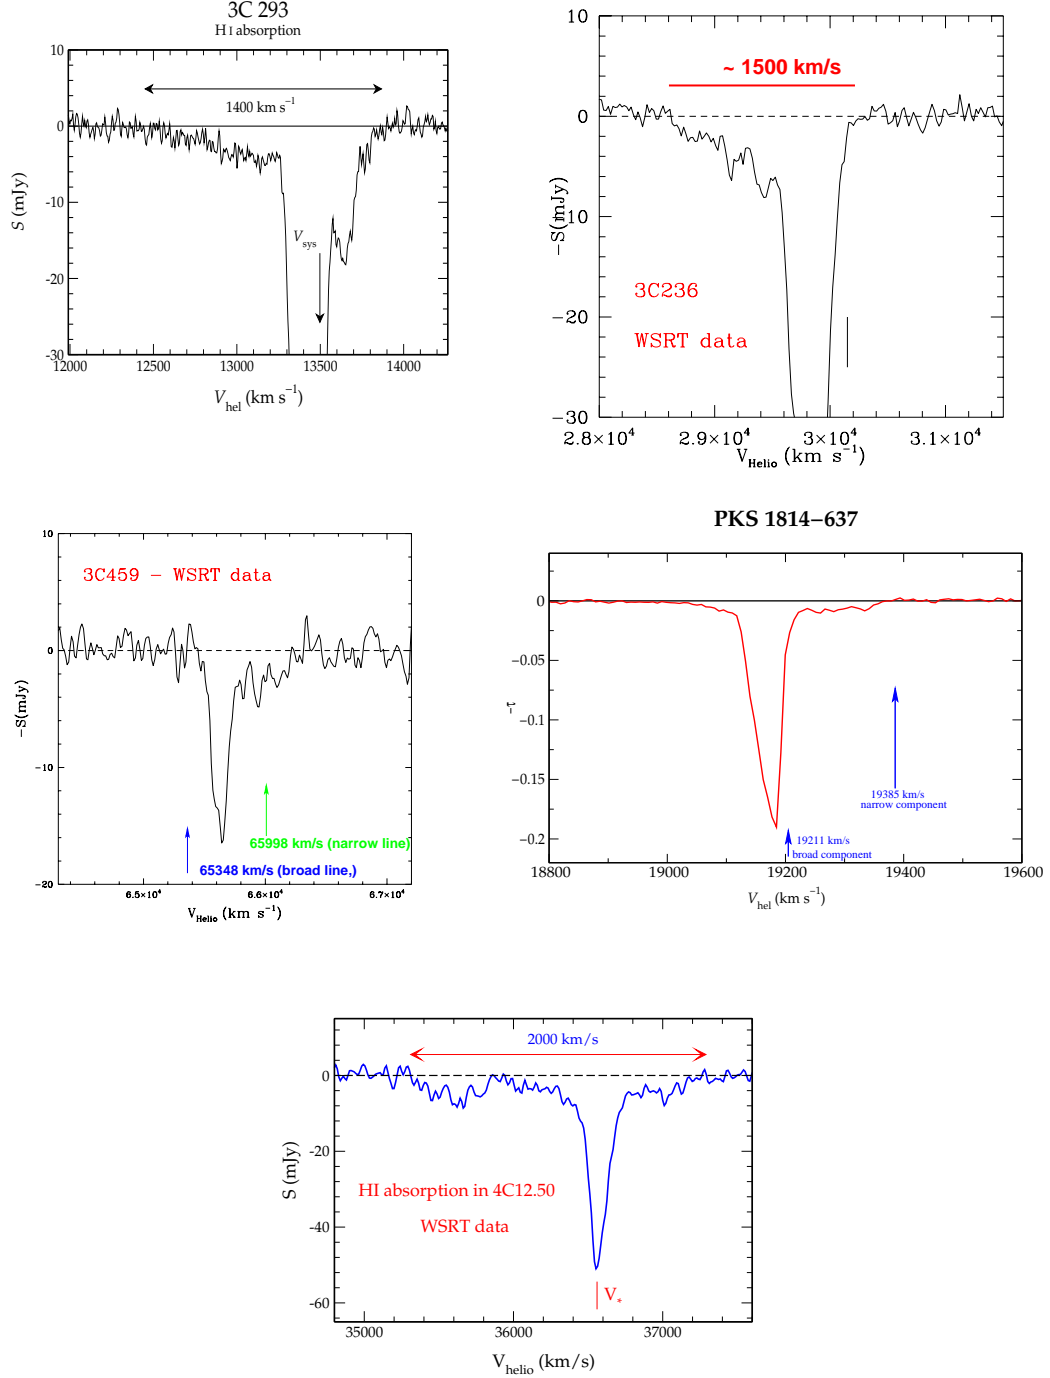 3C 293
H I absorption
10
0
−10
−20
−30
1400 km s⁻¹
V_sys
S (mJy)
12000 12500 13000 13500 14000
V_hel (km s⁻¹)
10
0
−10
−20
−30
~ 1500 km/s
−S(mJy)
3C236
WSRT data
2.8×10⁴ 2.9×10⁴ 3×10⁴ 3.1×10⁴
V_Helio (km s⁻¹)
10
0
−10
−20
3C459 − WSRT data
−S(mJy)
65998 km/s (narrow line)
65348 km/s (broad line,)
6.5×10⁴ 6.6×10⁴ 6.7×10⁴
V_Helio (km s⁻¹)
PKS 1814−637
0
−0.05
−0.1
−0.15
−0.2
-τ
19385 km/s
narrow component
19211 km/s
broad component
18800 19000 19200 19400 19600
V_hel (km s⁻¹)
2000 km/s
0
-20
-40
-60
S (mJy)
HI absorption in 4C12.50
WSRT data
V_*
35000 36000 37000
V_helio (km/s)